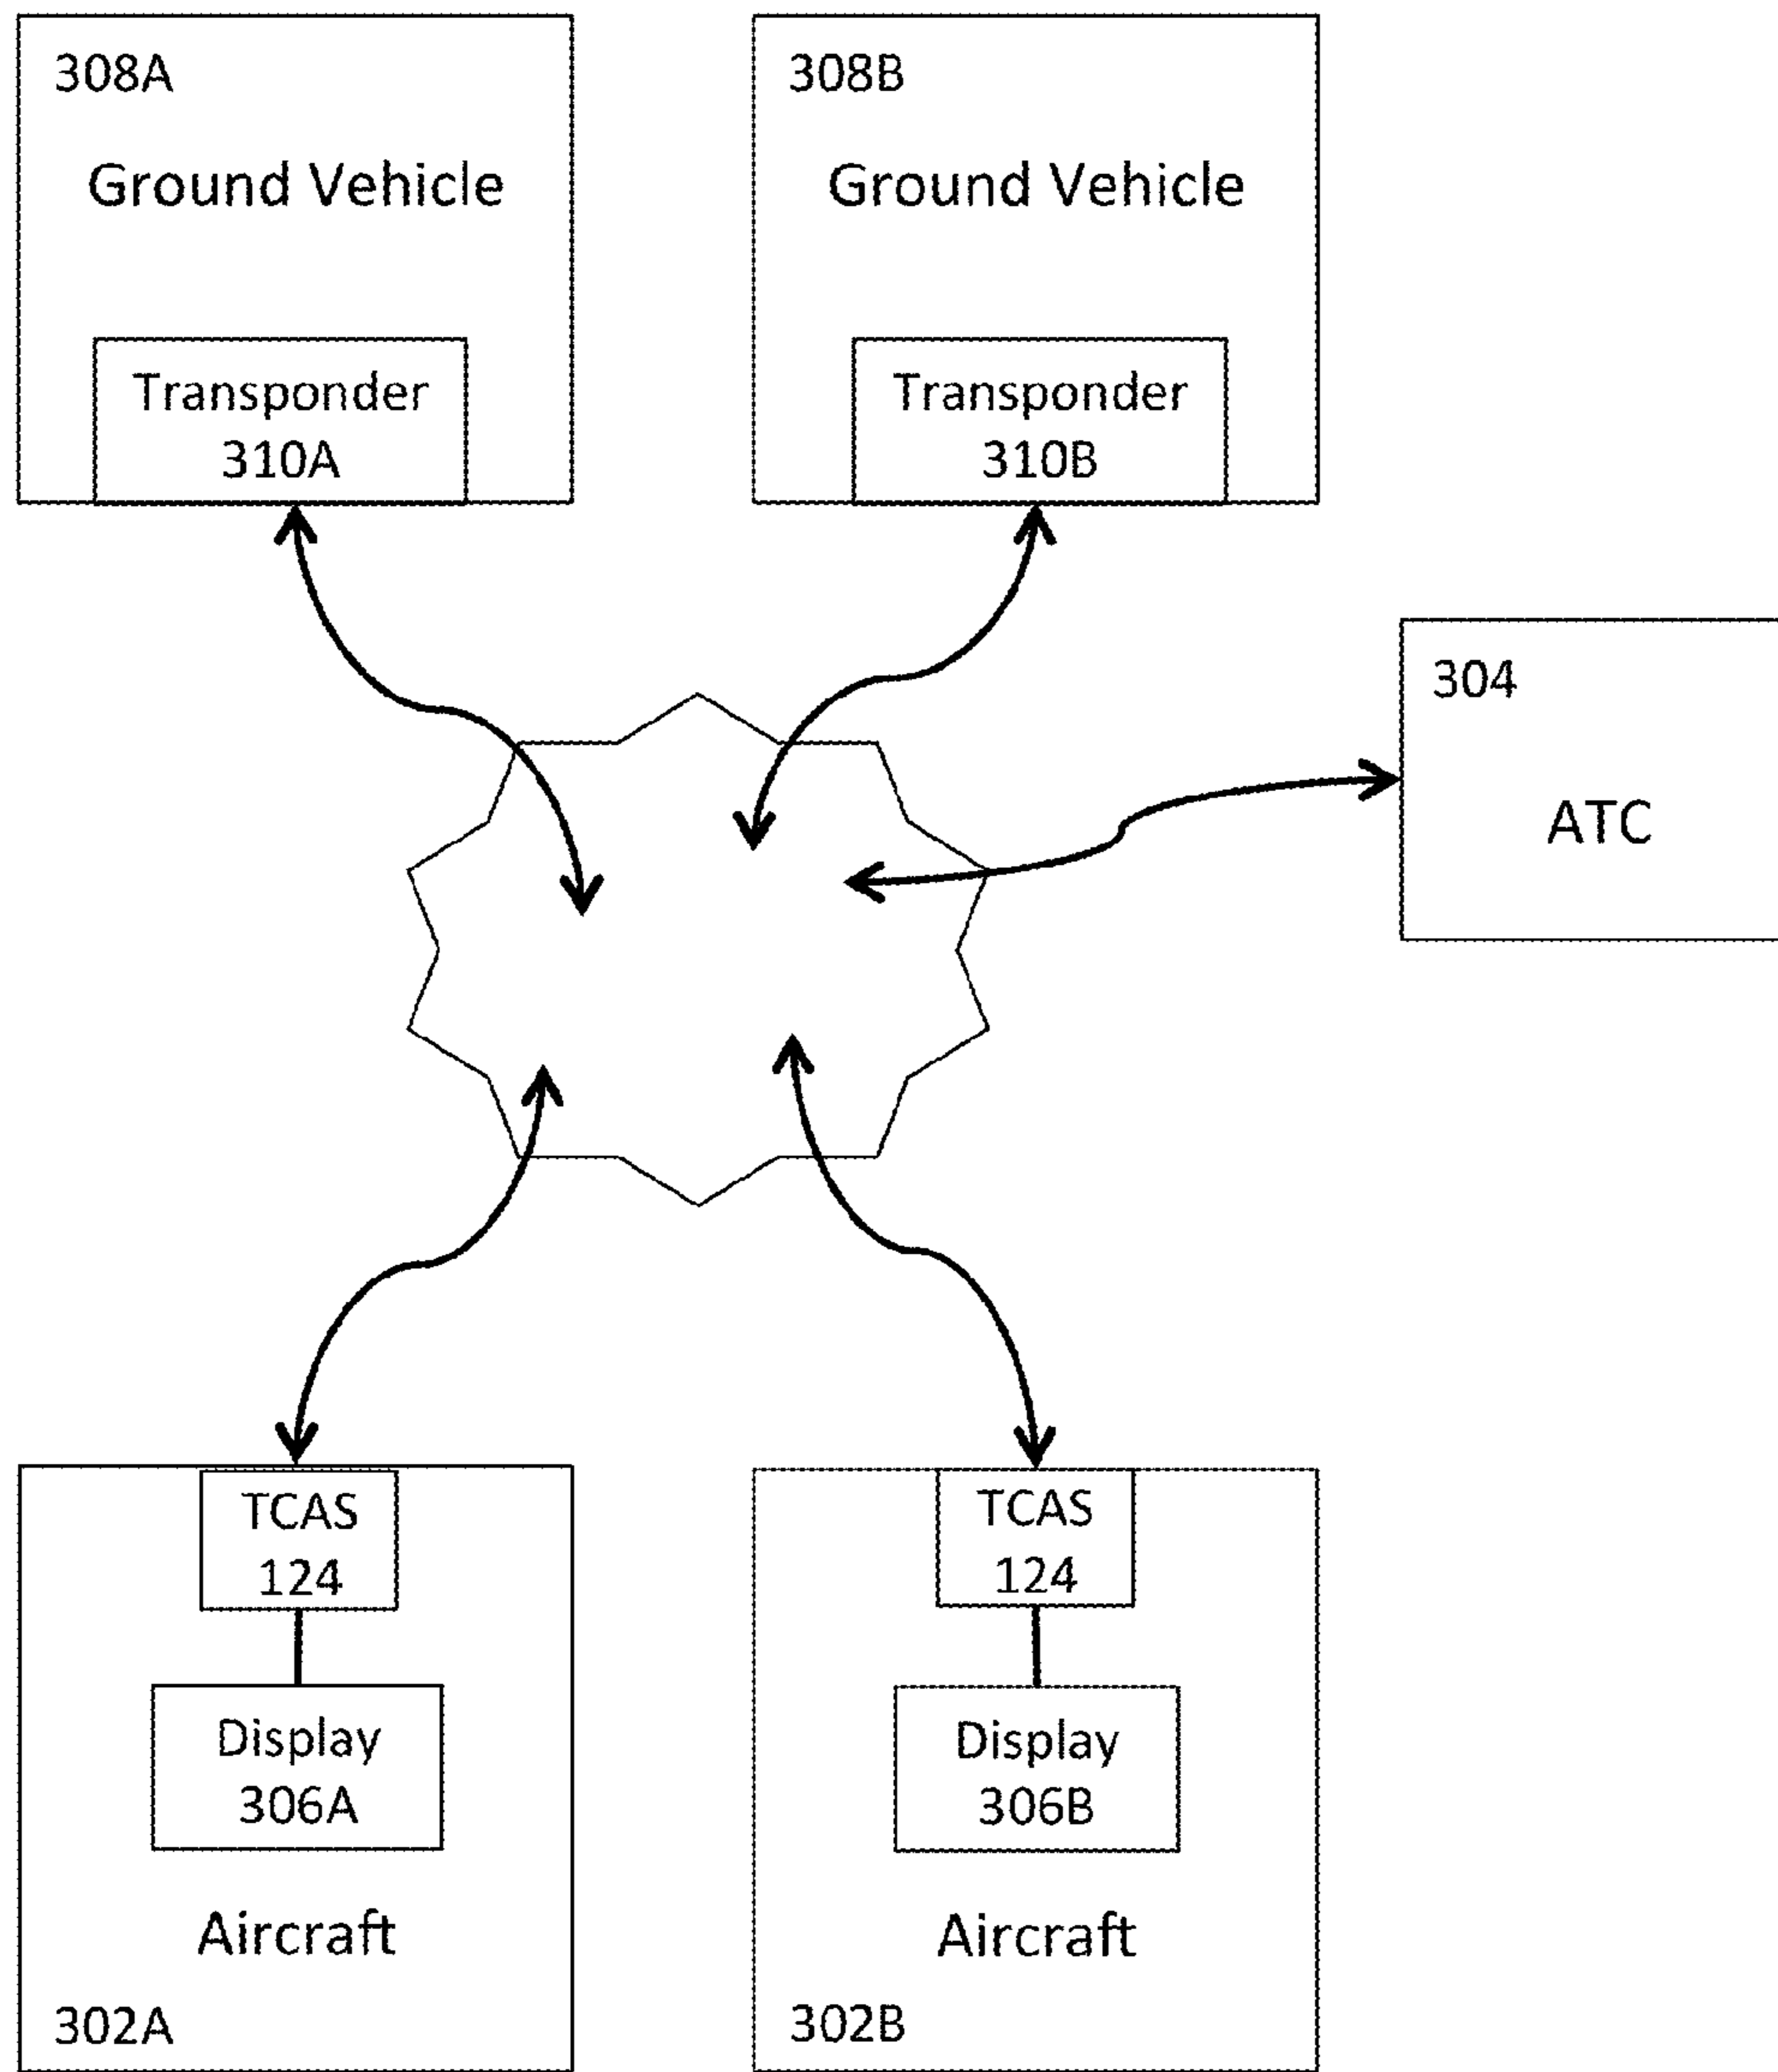 308A
Ground Vehicle
Transponder
310A
308B
Ground Vehicle
Transponder
310B
304
ATC
TCAS
124
Display
306A
Aircraft
302A
TCAS
124
Display
306B
Aircraft
302B